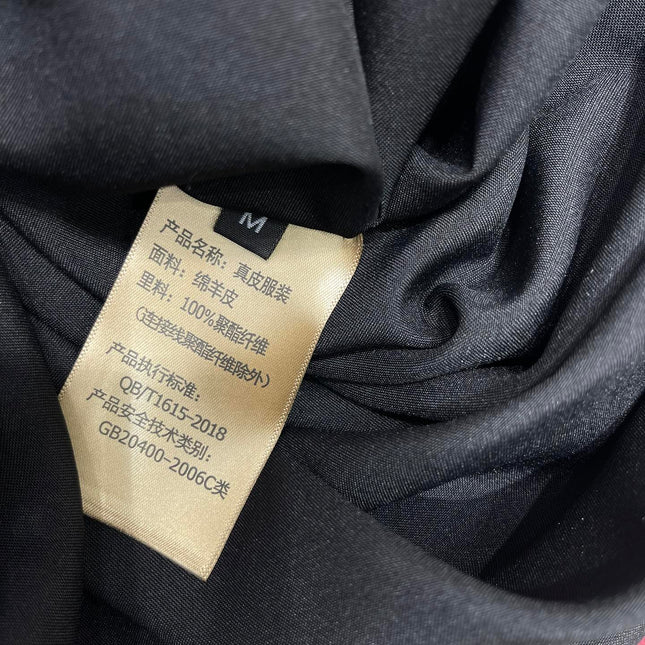 M
产品名称：真皮服装
面料：绵羊皮
里料：100%聚酯纤维
（连接线聚酯纤维除外）
产品执行标准：
QB/T1615-2018
产品安全技术类别：
GB20400-2006C类